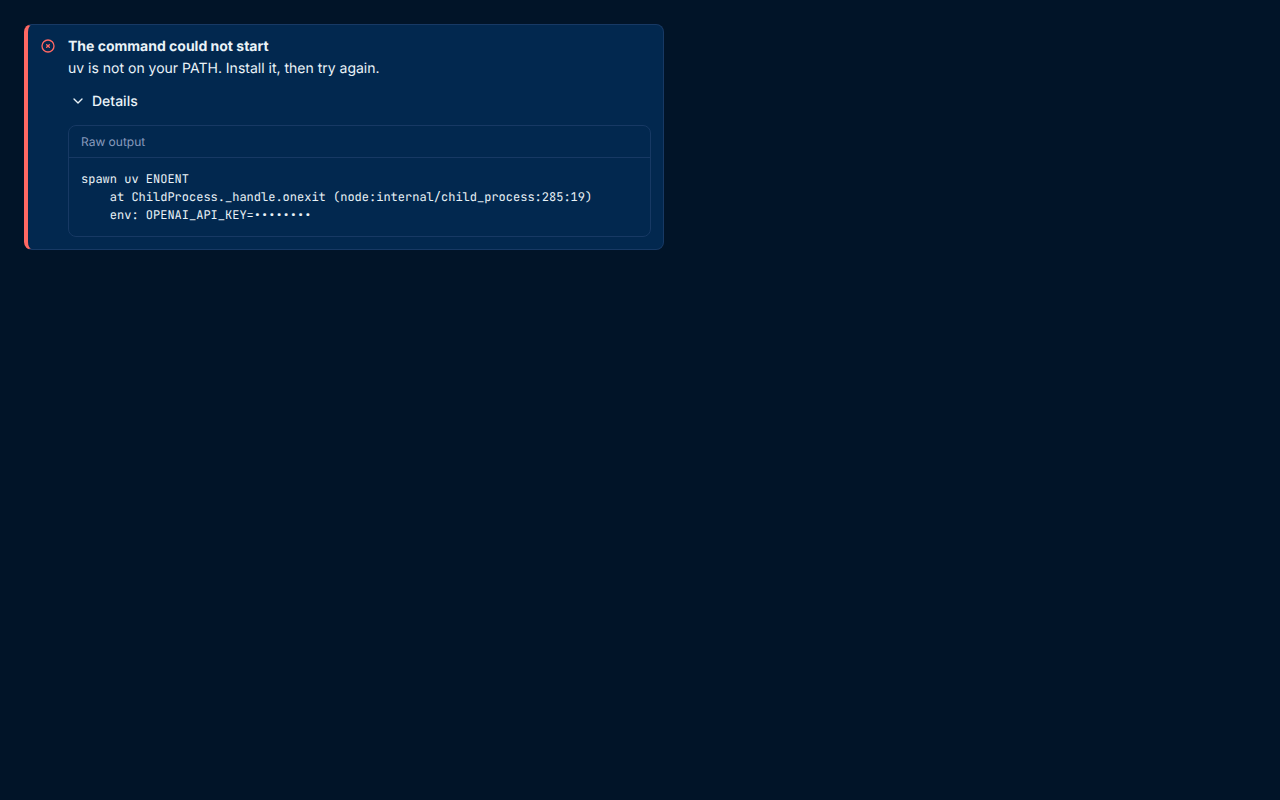 The command could not start
uv is not on your PATH. Install it, then try again.
Details
Raw output
spawn uv ENOENT
    at ChildProcess._handle.onexit (node:internal/child_process:285:19)
    env: OPENAI_API_KEY=••••••••